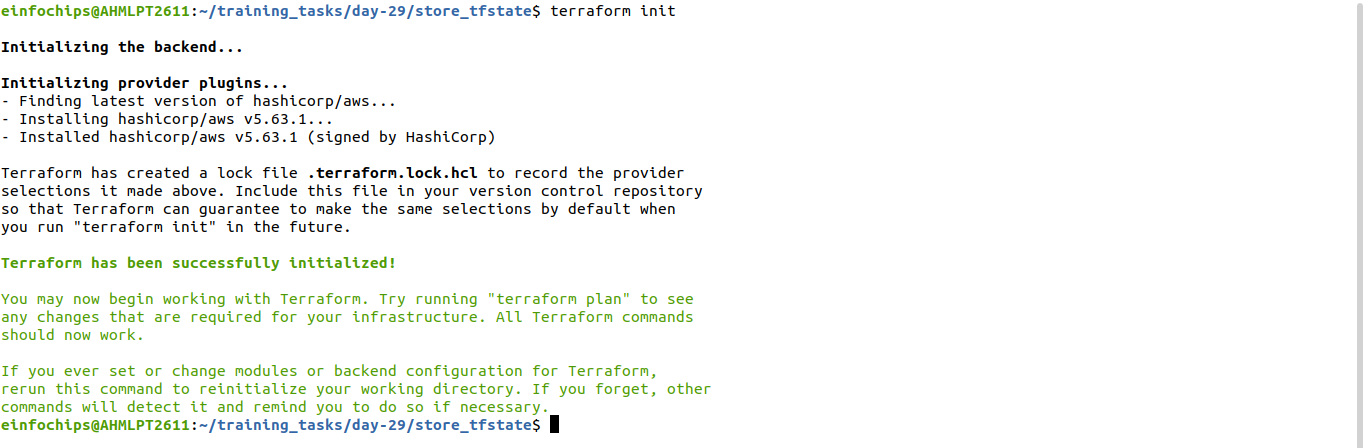 einfochips@AHMLPT2611:~/training_tasks/day-29/store_tfstate$ terraform init
Initializing the backend...
Initializing provider plugins...
- Finding latest version of hashicorp/aws...
- Installing hashicorp/aws v5.63.1...
- Installed hashicorp/aws v5.63.1 (signed by HashiCorp)
Terraform has created a lock file .terraform.lock.hcl to record the provider
selections it made above. Include this file in your version control repository
so that Terraform can guarantee to make the same selections by default when
you run "terraform init" in the future.
Terraform has been successfully initialized!
You may now begin working with Terraform. Try running "terraform plan" to see
any changes that are required for your infrastructure. All Terraform commands
should now work.
If you ever set or change modules or backend configuration for Terraform,
rerun this command to reinitialize your working directory. If you forget, other
commands will detect it and remind you to do so if necessary.
einfochips@AHMLPT2611:~/training_tasks/day-29/store_tfstate$